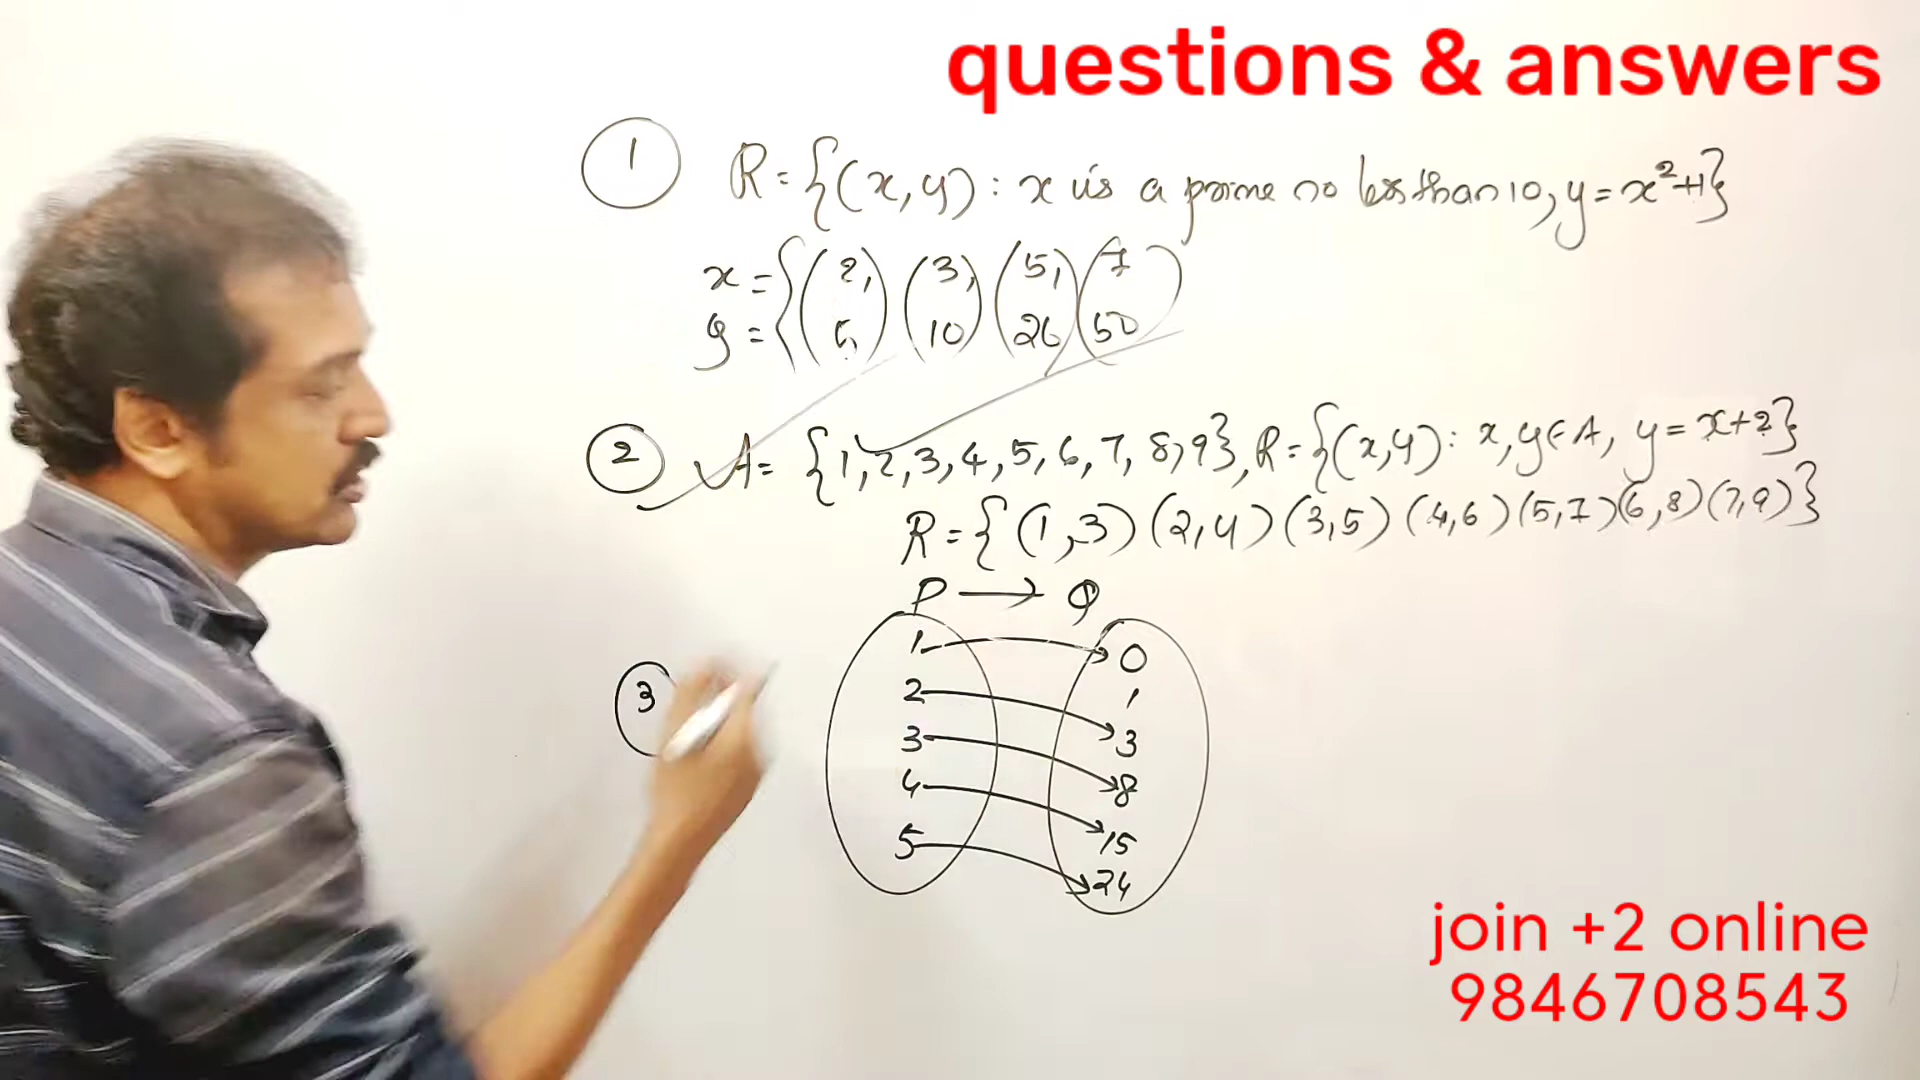 questions & answers
1 R = {(x, y) : x is a prime no less than 10, y = x²+1}
x = { (2, (3, (5, (7
y = 5) 10) 26) 50)
2 A = {1, 2, 3, 4, 5, 6, 7, 8, 9}, R = {(x, y) : x, y ∈ A, y = x+2}
R = { (1,3) (2,4) (3,5) (4,6) (5,7) (6,8) (7,9) }
P → Q
1 0
2 1
3 3 3
4 8
5 15
24
join +2 online
9846708543